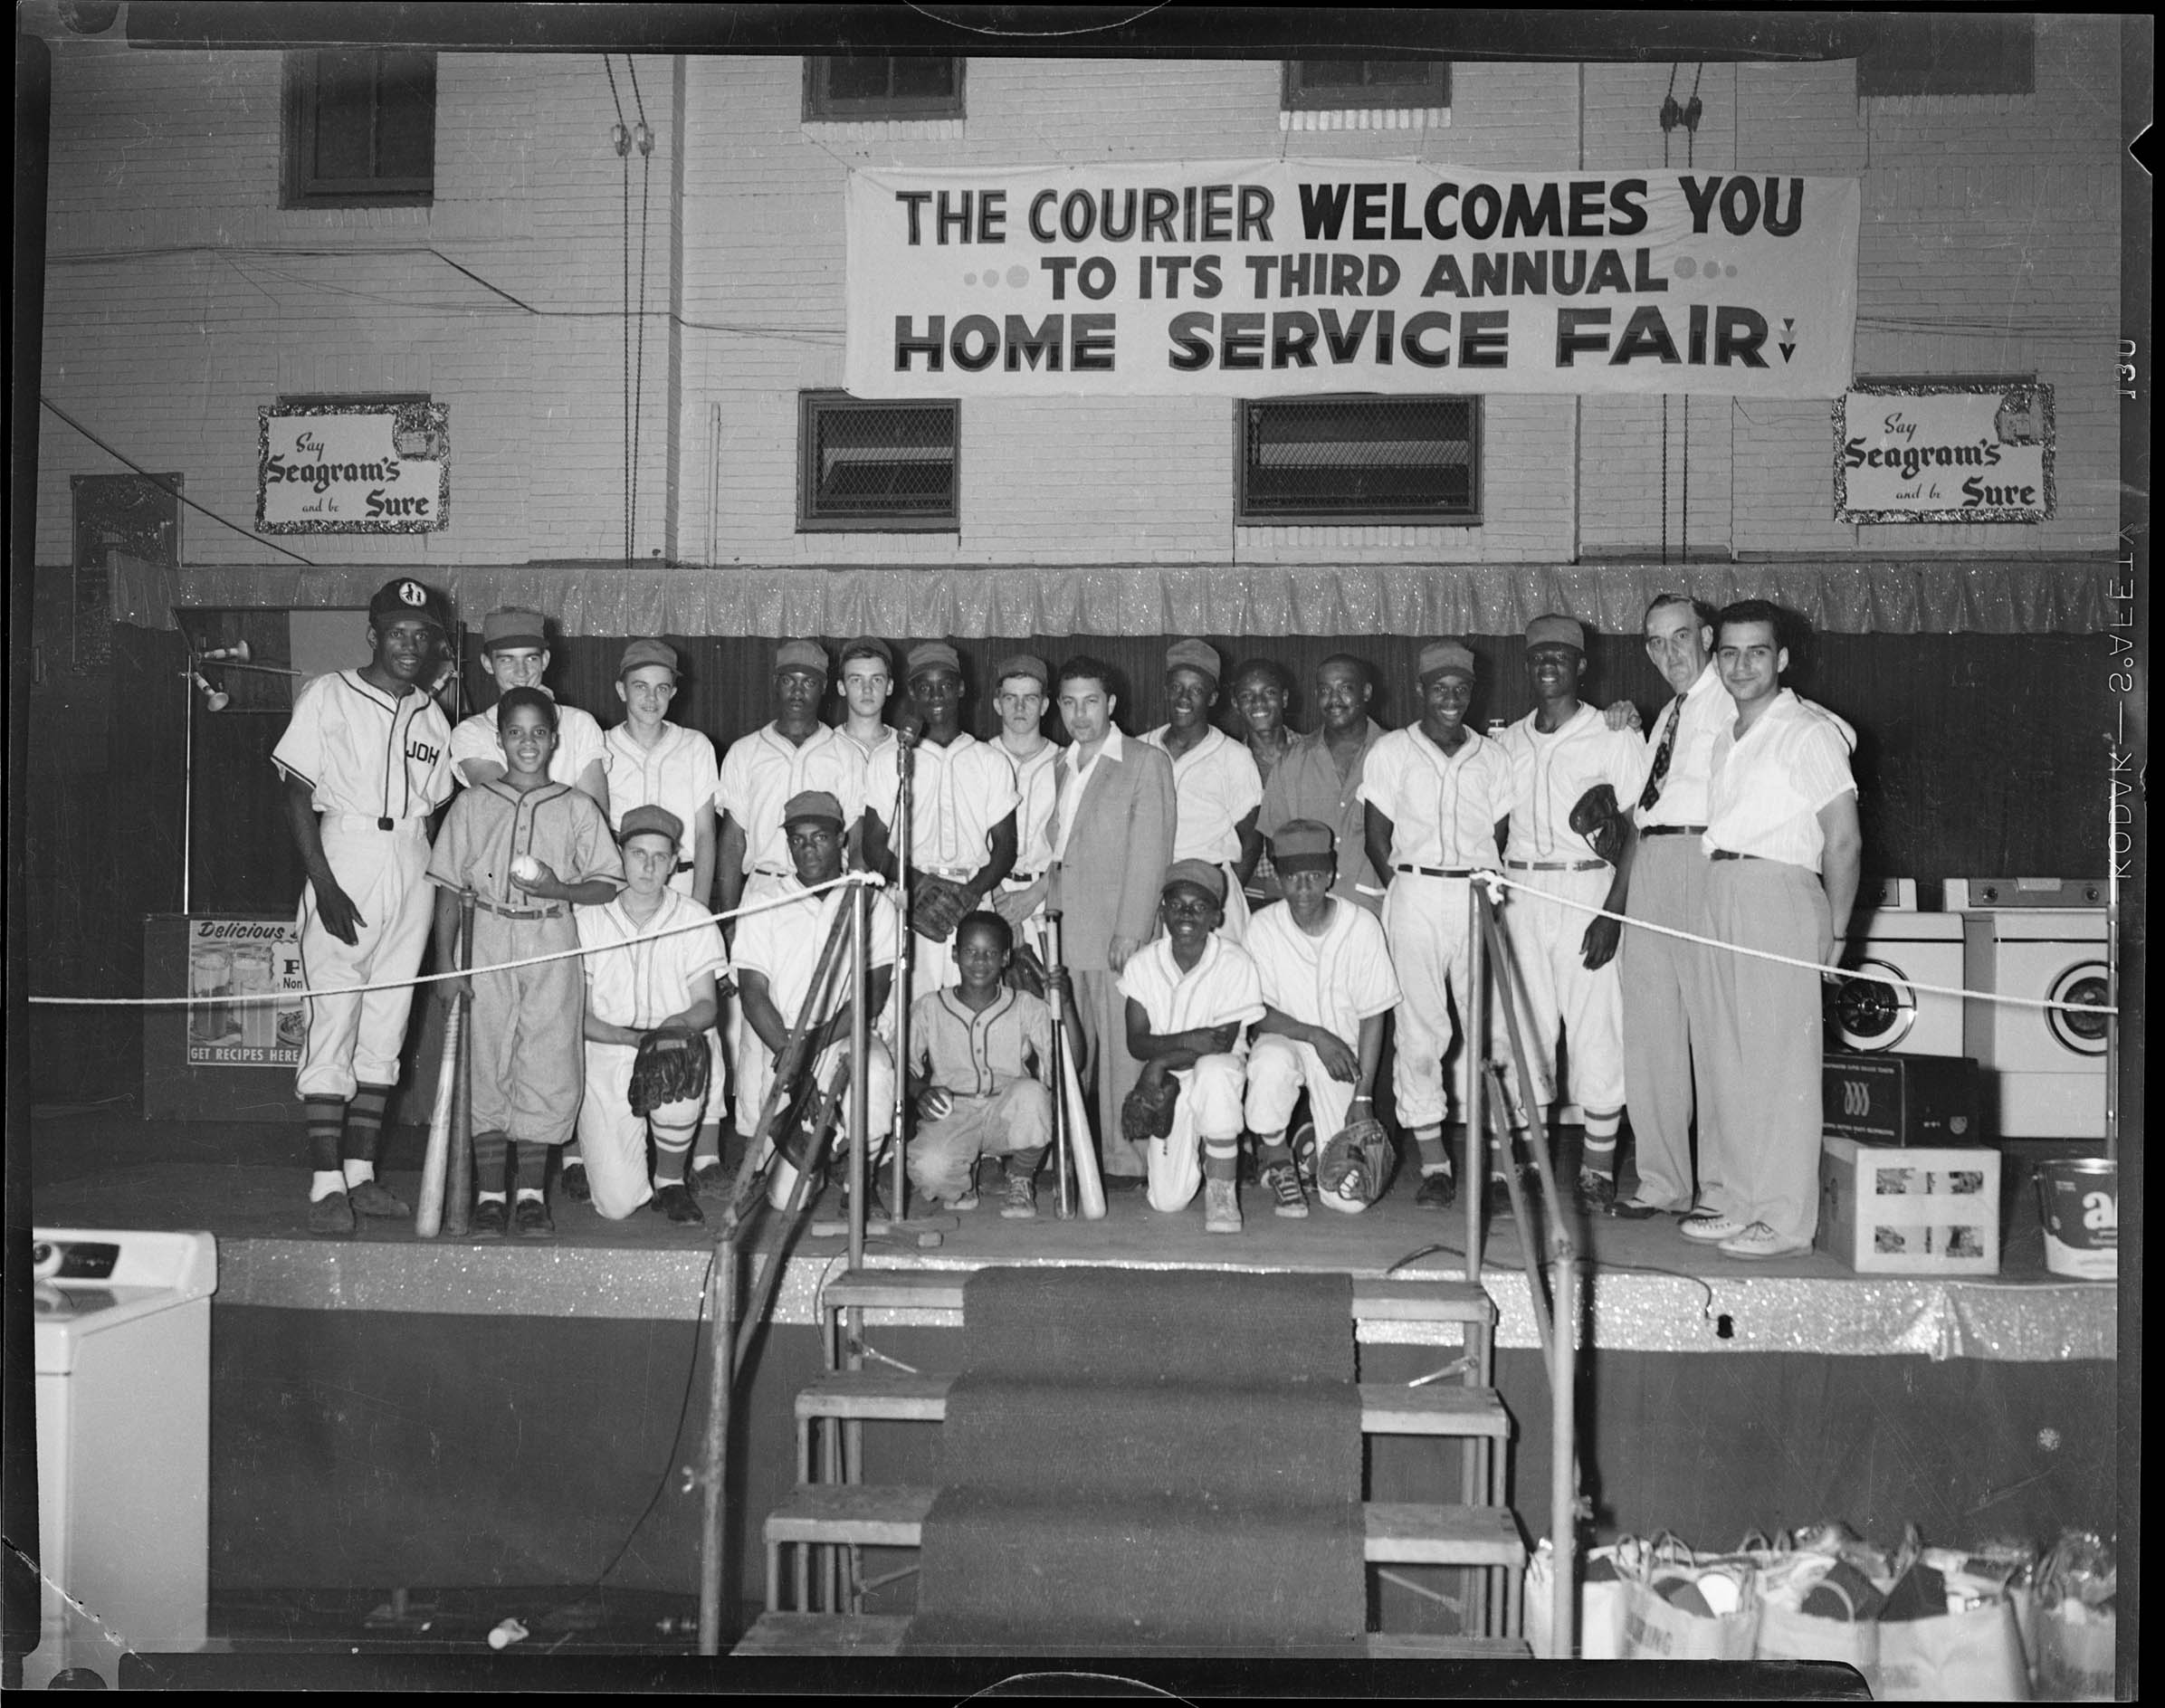 THE COURIER WELCOMES YOU
TO ITS THIRD ANNUAL
HOME SERVICE FAIR
Say
Seagram's
and be Sure
Say
Seagram's
and be Sure
JOH
Delicious
P
Non
GET RECIPES HERE
a
KODAK — SAFETY
130